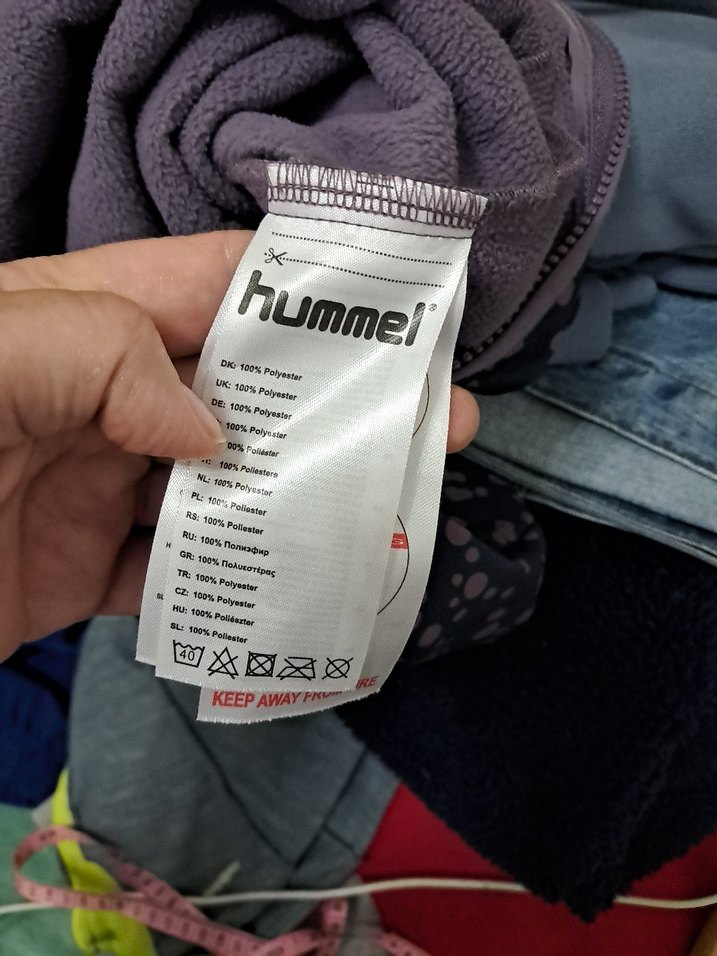 hummel®
DK: 100% Polyester
UK: 100% Polyester
DE: 100% Polyester
100% Polyester
00% Poliéster
100% Poliestere
NL: 100% Polyester
PL: 100% Poliester
RS: 100% Poliester
RU: 100% Полиэфир
GR: 100% Πολυεστέρας
TR: 100% Polyester
CZ: 100% Polyester
HU: 100% Poliészter
SL: 100% Poliester
40
KEEP AWAY FROM FIRE